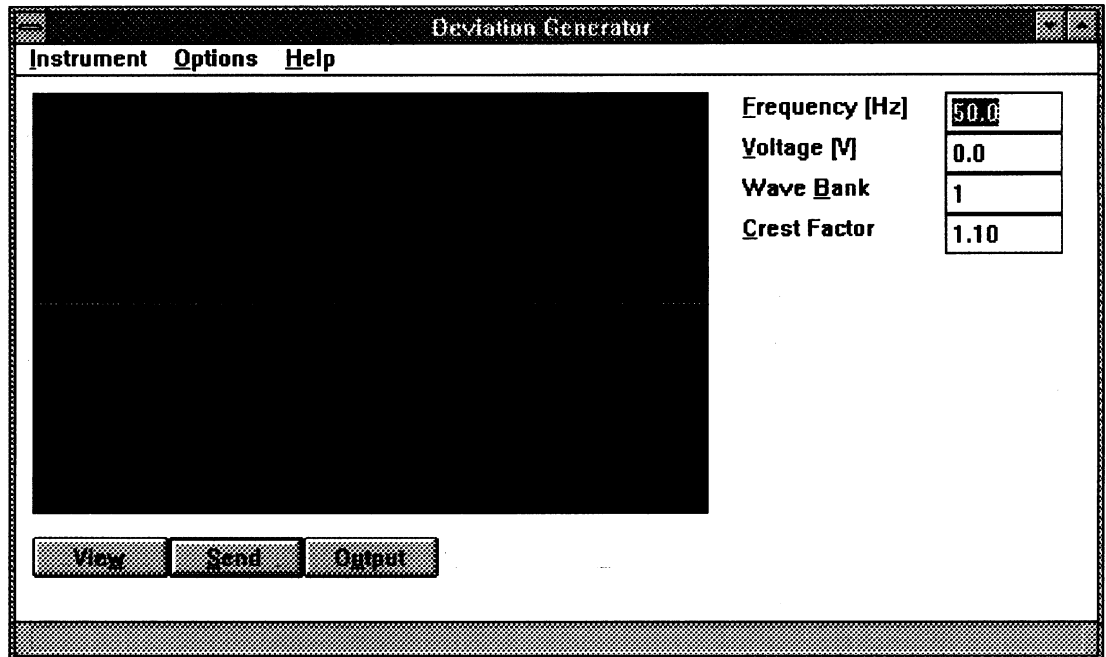 Deviation Generator
Instrument Options Help
Frequency [Hz] 50.0
Voltage [V] 0.0
Wave Bank 1
Crest Factor 1.10
View Send Output